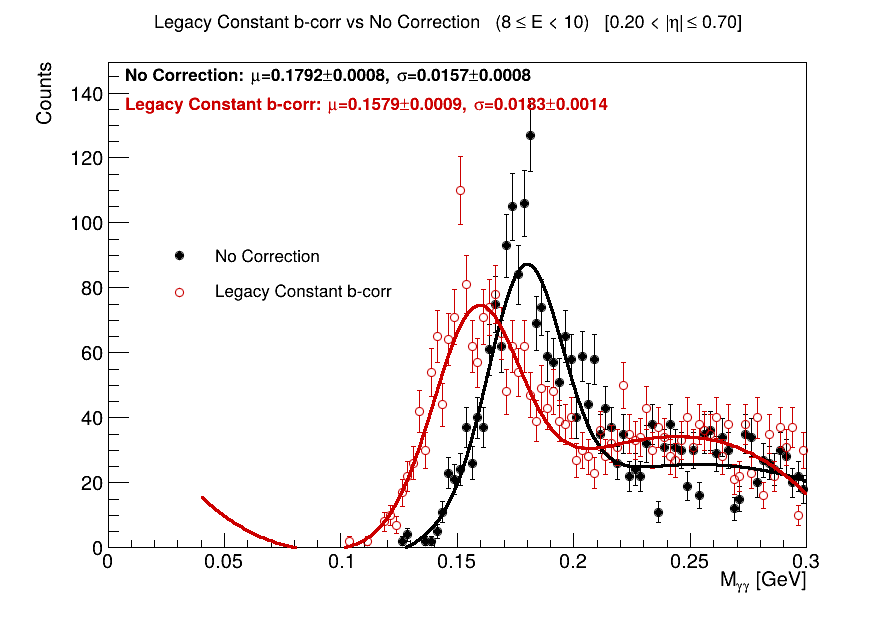 Legacy Constant b-corr vs No Correction (8 ≤ E < 10) [0.20 < |η| ≤ 0.70]
Counts
No Correction: μ=0.1792±0.0008, σ=0.0157±0.0008
Legacy Constant b-corr: μ=0.1579±0.0009, σ=0.0183±0.0014
140
120
100
80
60
40
20
0
No Correction
Legacy Constant b-corr
0 0.05 0.1 0.15 0.2 0.25 0.3
Mγγ [GeV]